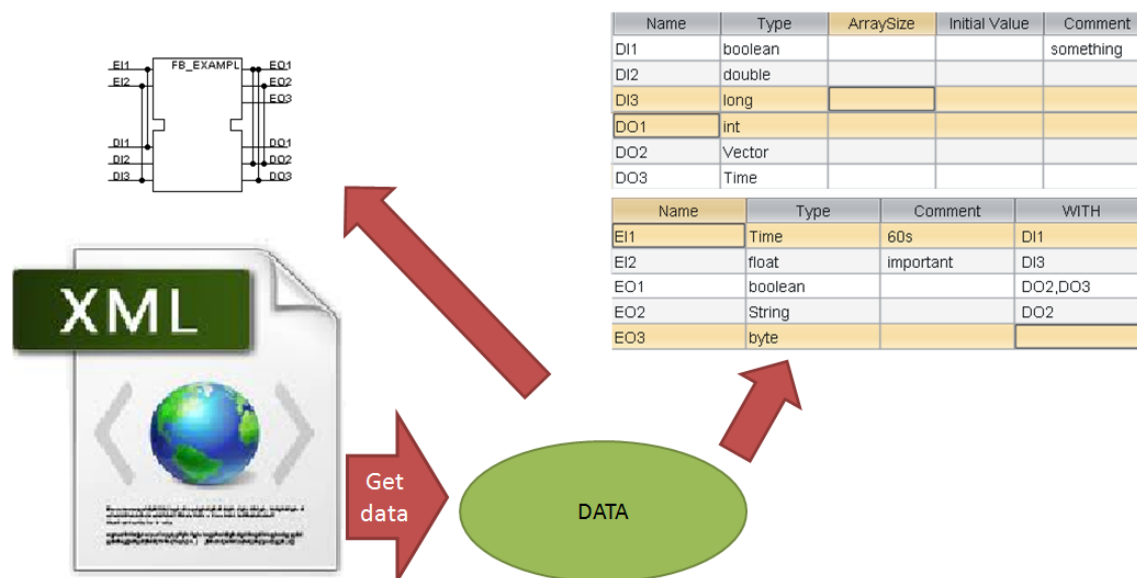 EI1 FB_EXAMPL EO1
EI2 EO2
EO3
DI1 DO1
DI2 DO2
DI3 DO3
Name Type ArraySize Initial Value Comment
DI1 boolean something
DI2 double
DI3 long
DO1 int
DO2 Vector
DO3 Time
Name Type Comment WITH
EI1 Time 60s DI1
EI2 float important DI3
EO1 boolean DO2,DO3
EO2 String DO2
EO3 byte
XML
Get
data
DATA